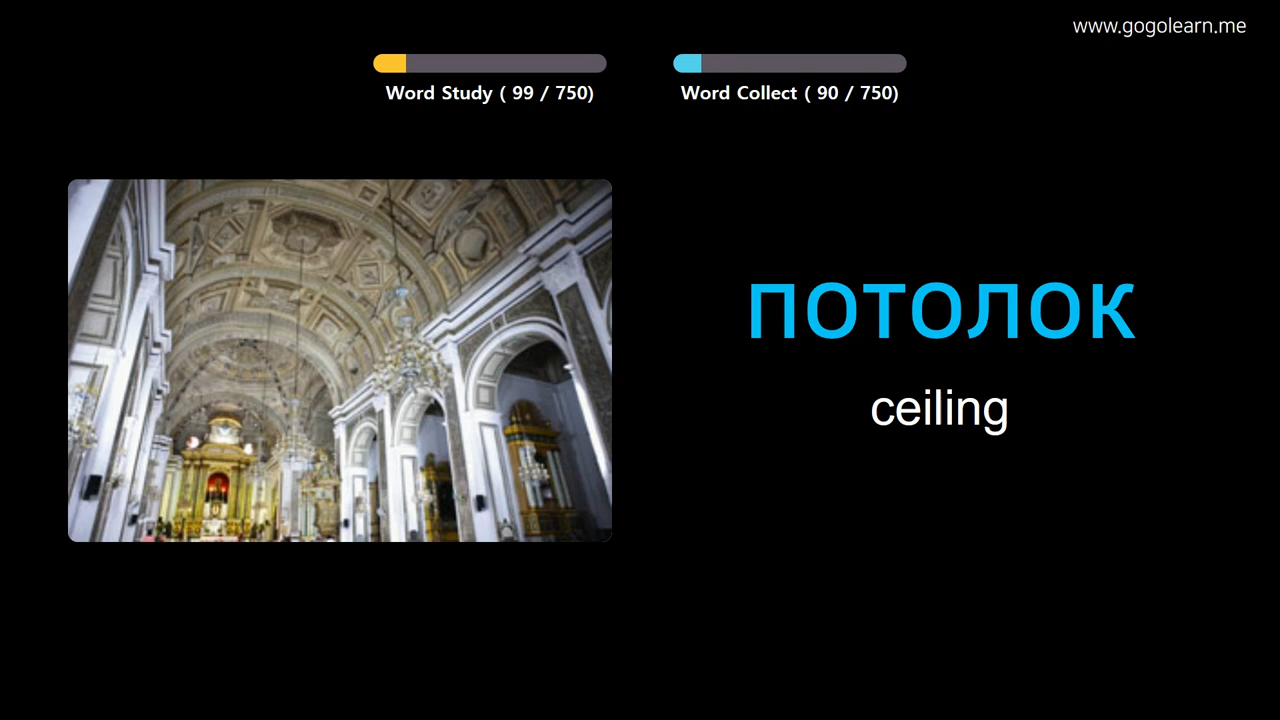 www.gogolearn.me
Word Study ( 99 / 750)
Word Collect ( 90 / 750)
потолок
ceiling